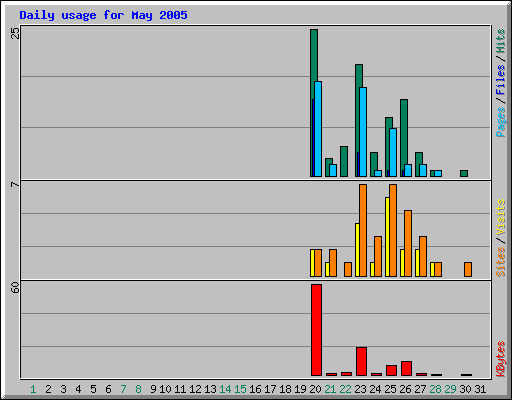 Daily usage for May 2005
25
7
60
Pages/Files/Hits
Sites/Visits
KBytes
1 2 3 4 5 6 7 8 9 10 11 12 13 14 15 16 17 18 19 20 21 22 23 24 25 26 27 28 29 30 31